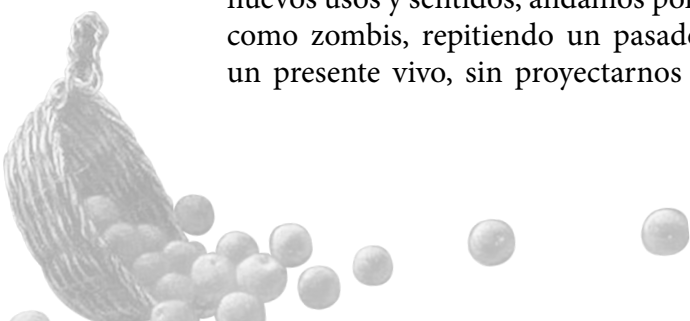 nuevos usos y sentidos, andamos por
como zombis, repitiendo un pasado
un presente vivo, sin proyectarnos